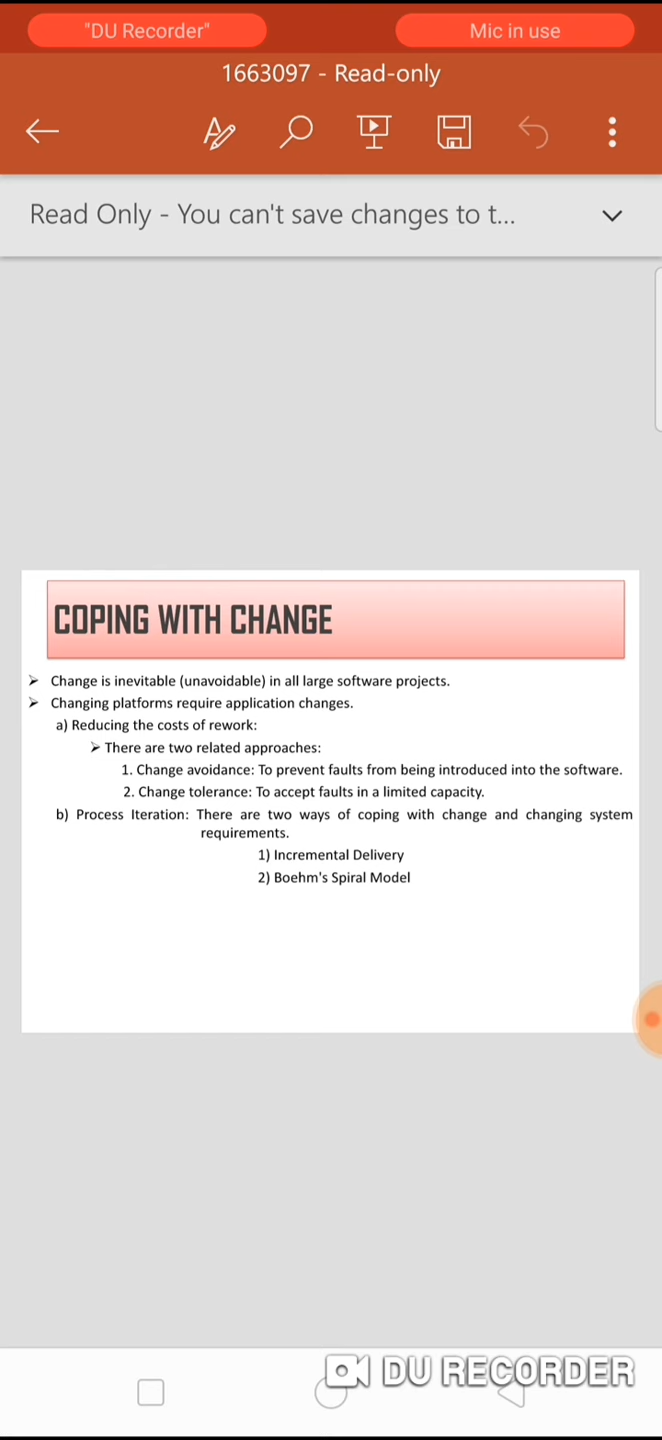 "DU Recorder"
Mic in use
1663097 - Read-only
Read Only - You can't save changes to t...
COPING WITH CHANGE
➤ Change is inevitable (unavoidable) in all large software projects.
➤ Changing platforms require application changes.
a) Reducing the costs of rework:
➤ There are two related approaches:
1. Change avoidance: To prevent faults from being introduced into the software.
2. Change tolerance: To accept faults in a limited capacity.
b) Process Iteration: There are two ways of coping with change and changing system
requirements.
1) Incremental Delivery
2) Boehm's Spiral Model
DU RECORDER